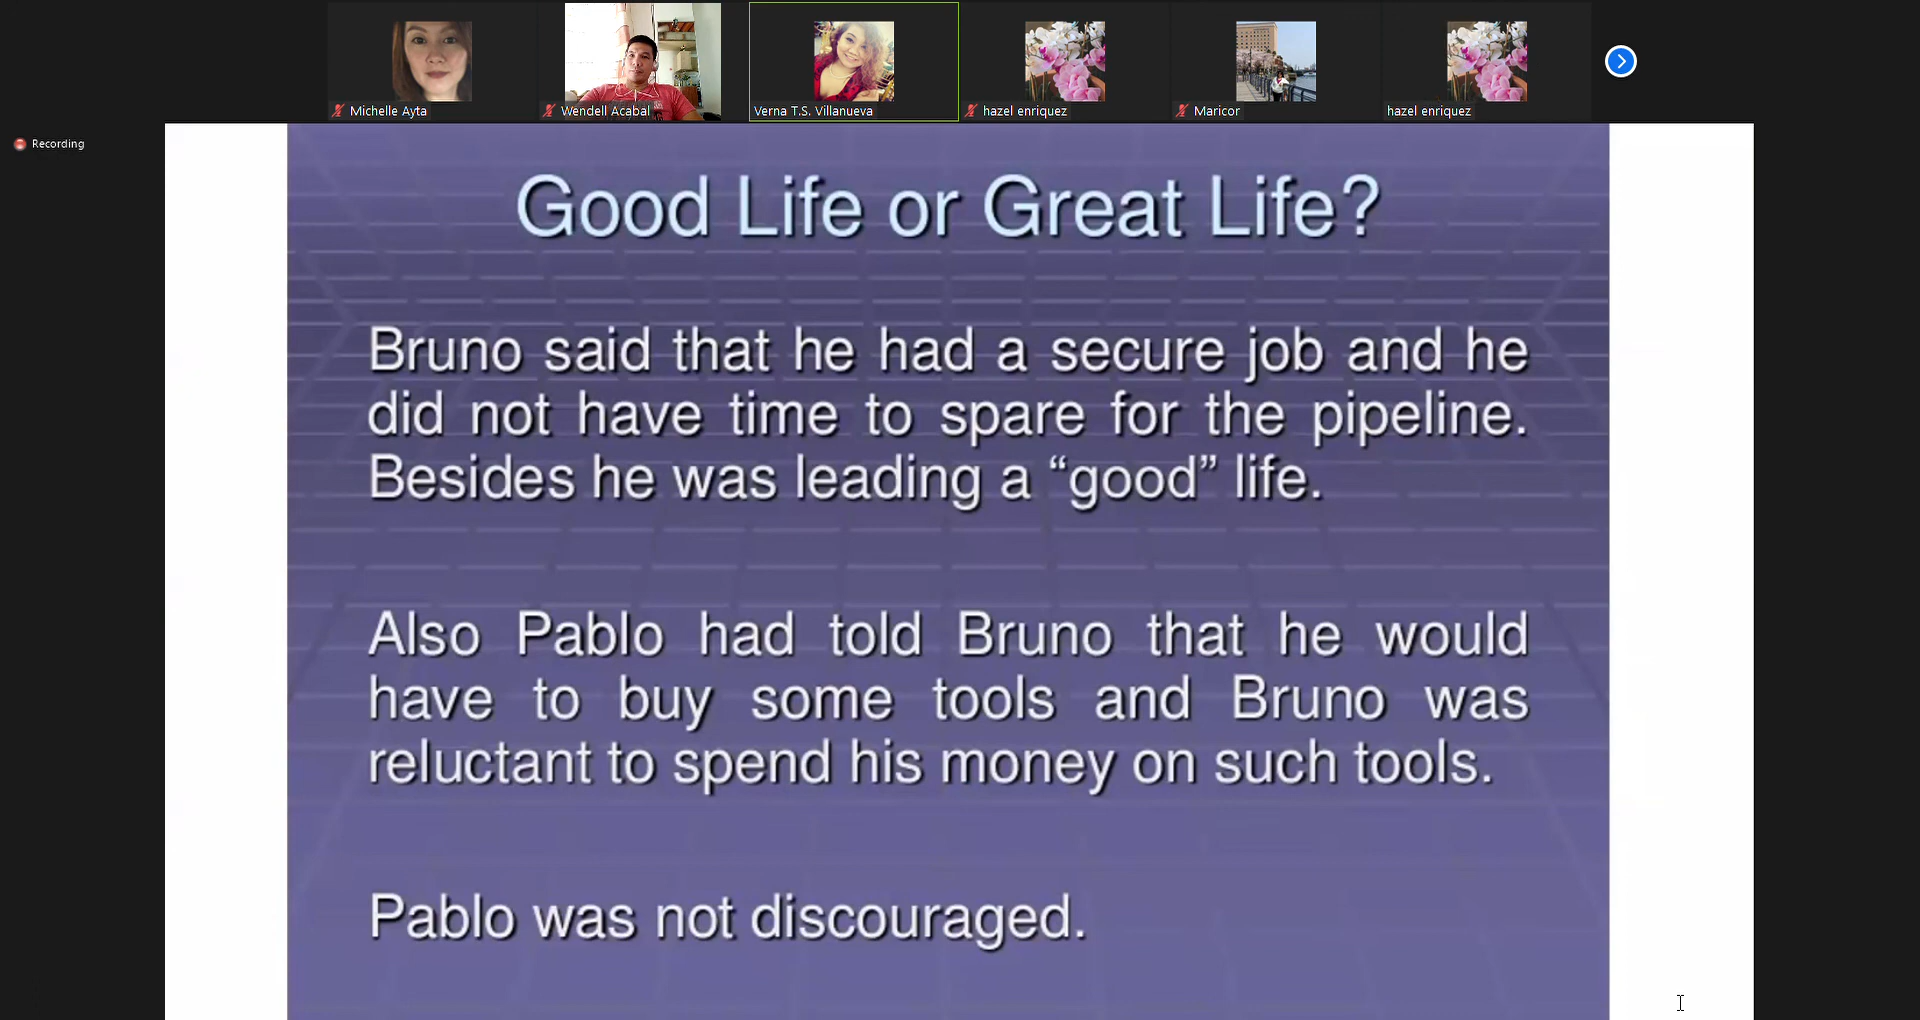 Michelle Ayta
Wendell Acabal
Verna T.S. Villanueva
hazel enriquez
Maricor
hazel enriquez
Recording
Good Life or Great Life?
Bruno said that he had a secure job and he
did not have time to spare for the pipeline.
Besides he was leading a “good” life.
Also Pablo had told Bruno that he would
have to buy some tools and Bruno was
reluctant to spend his money on such tools.
Pablo was not discouraged.